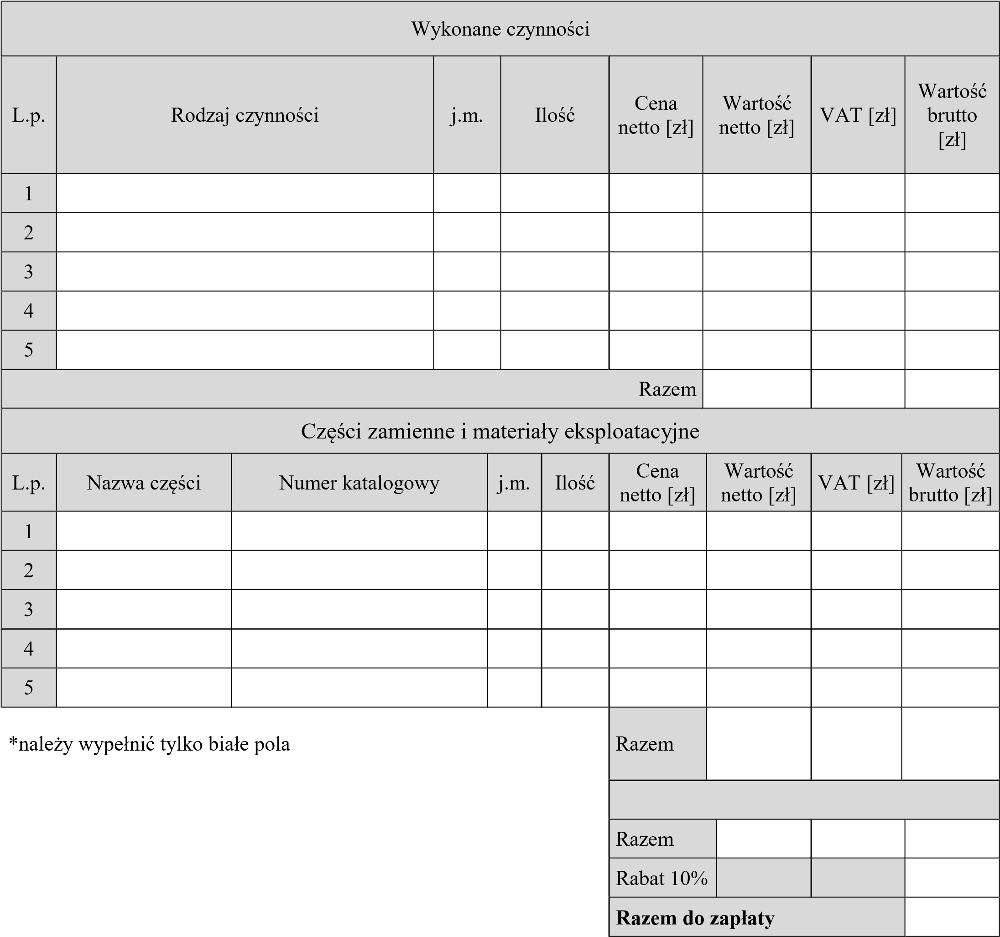 Wykonane czynności
L.p. Rodzaj czynności j.m. Ilość Cena netto [zł] Wartość netto [zł] VAT [zł] Wartość brutto [zł]
1
2
3
4
5
Razem
Części zamienne i materiały eksploatacyjne
L.p. Nazwa części Numer katalogowy j.m. Ilość Cena netto [zł] Wartość netto [zł] VAT [zł] Wartość brutto [zł]
1
2
3
4
5
*należy wypełnić tylko białe pola Razem
Razem
Rabat 10%
Razem do zapłaty